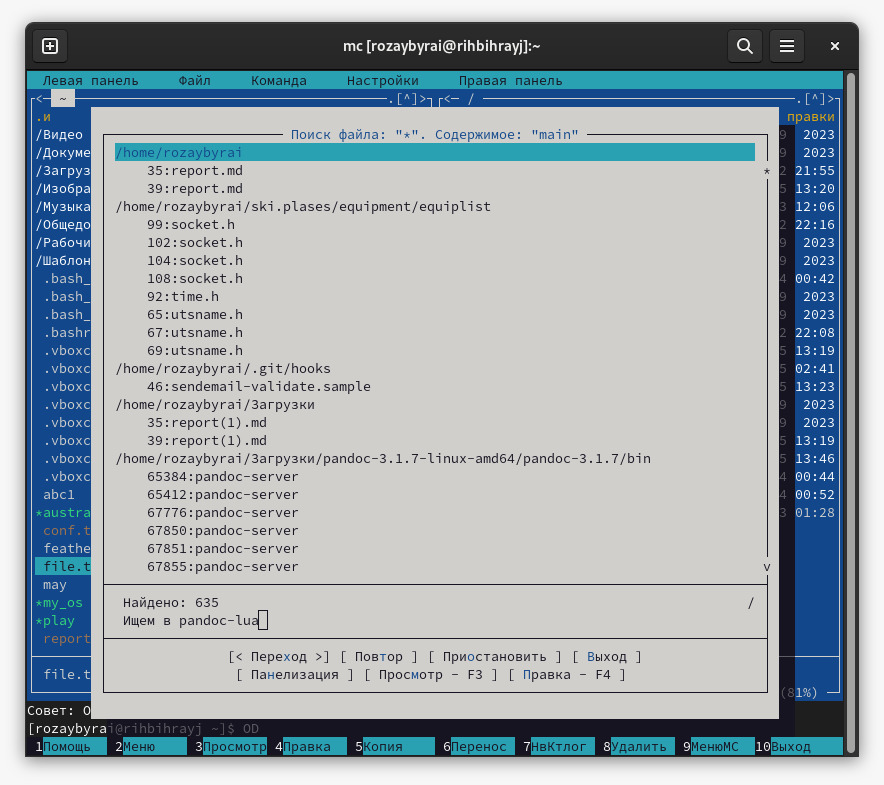 mc [rozaybyrai@rihbihrayj]:~
Левая панель Файл Команда Настройки Правая панель
<─ ~ .[^]> <─ / .[^]>
.и правки
/Видео 9 2023
Поиск файла: "*". Содержимое: "main"
/Докуме 9 2023
/home/rozaybyrai
/Загруз 35:report.md * 2 21:55
/Изобра 39:report.md 5 13:20
/Музыка /home/rozaybyrai/ski.plases/equipment/equiplist 3 12:06
/Общедо 99:socket.h 2 22:16
/Рабочи 102:socket.h 9 2023
/Шаблон 104:socket.h 9 2023
.bash_ 108:socket.h 4 00:42
.bash_ 92:time.h 9 2023
.bash_ 65:utsname.h 9 2023
.bashr 67:utsname.h 2 22:08
.vboxc 69:utsname.h 5 13:19
.vboxc /home/rozaybyrai/.git/hooks 5 02:41
.vboxc 46:sendemail-validate.sample 5 13:23
.vboxc /home/rozaybyrai/Загрузки 9 2023
.vboxc 35:report(1).md 9 2023
.vboxc 39:report(1).md 5 13:19
.vboxc /home/rozaybyrai/Загрузки/pandoc-3.1.7-linux-amd64/pandoc-3.1.7/bin 5 13:46
.vboxc 65384:pandoc-server 4 00:44
abc1 65412:pandoc-server 4 00:52
*austra 67776:pandoc-server 3 01:28
conf.t 67850:pandoc-server
feathe 67851:pandoc-server
file.t 67855:pandoc-server v
may
*my_os Найдено: 635 /
*play Ищем в pandoc-lua
report
[< Переход >] [ Повтор ] [ Приостановить ] [ Выход ]
file.t [ Панелизация ] [ Просмотр - F3 ] [ Правка - F4 ]
(81%)
Совет: О
[rozaybyrai@rihbihrayj ~]$ OD
1Помощь 2Меню 3Просмотр 4Правка 5Копия 6Перенос 7НвКтлог 8Удалить 9МенюМС 10Выход